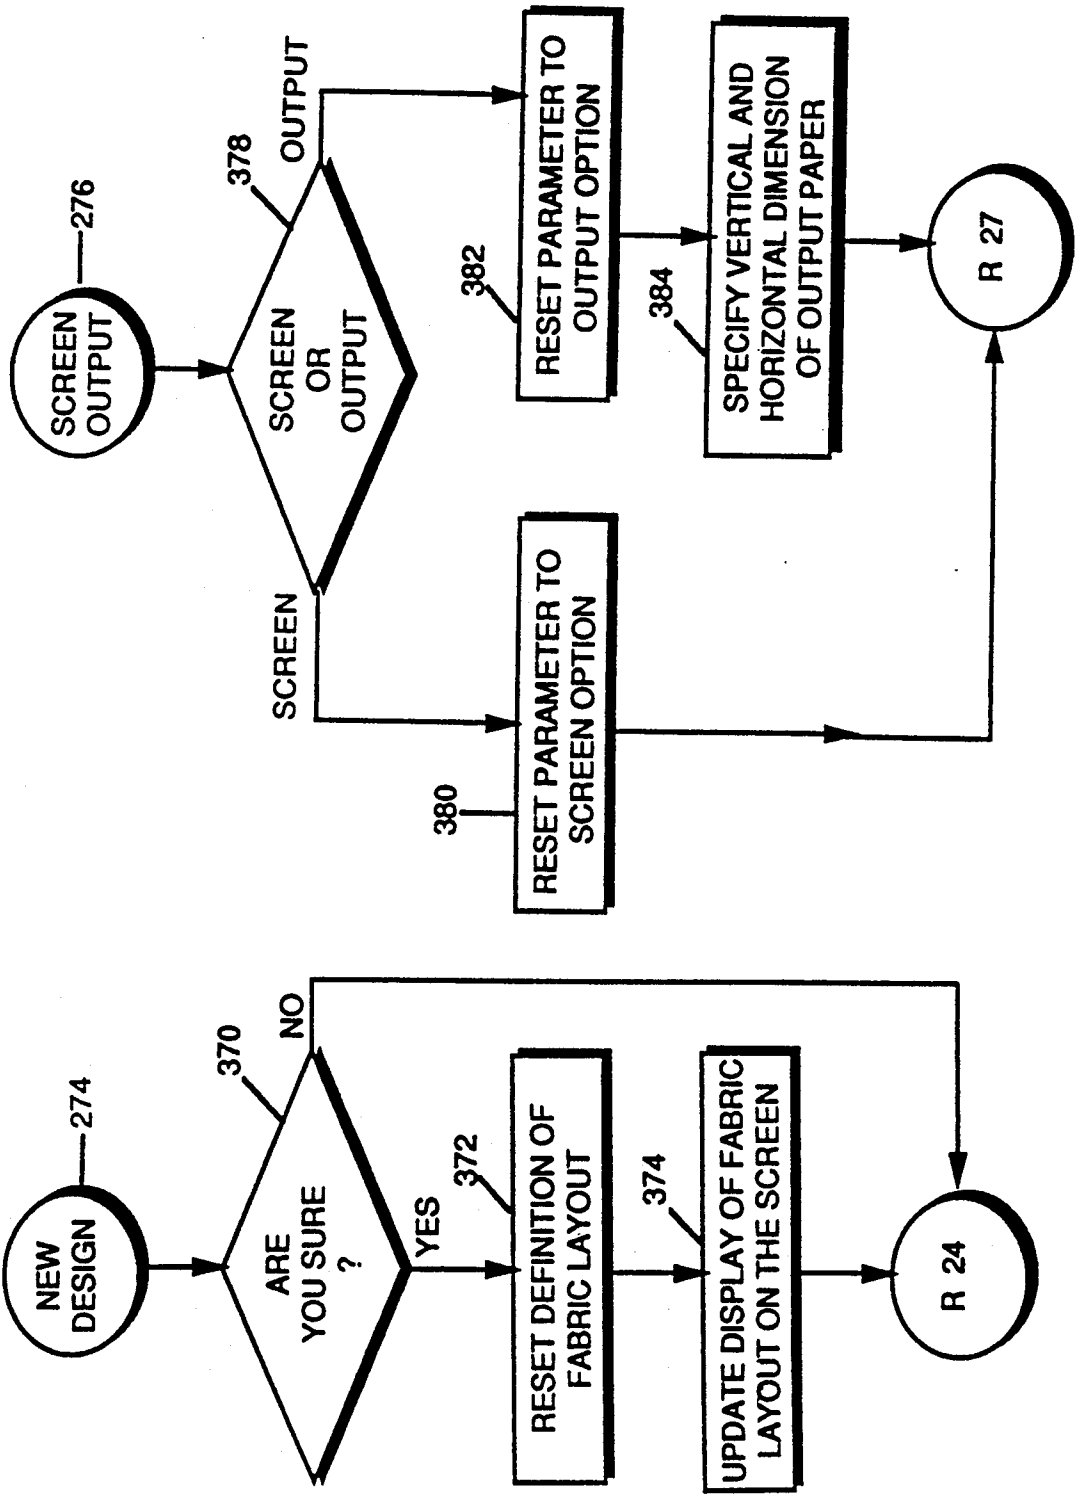 NEW
DESIGN
274
370
ARE
YOU SURE
?
NO
YES
372
RESET DEFINITION OF
FABRIC LAYOUT
374
UPDATE DISPLAY OF FABRIC
LAYOUT ON THE SCREEN
R 24
SCREEN
OUTPUT
276
378
SCREEN
OR
OUTPUT
SCREEN
OUTPUT
380
RESET PARAMETER TO
SCREEN OPTION
382
RESET PARAMETER TO
OUTPUT OPTION
384
SPECIFY VERTICAL AND
HORIZONTAL DIMENSION
OF OUTPUT PAPER
R 27